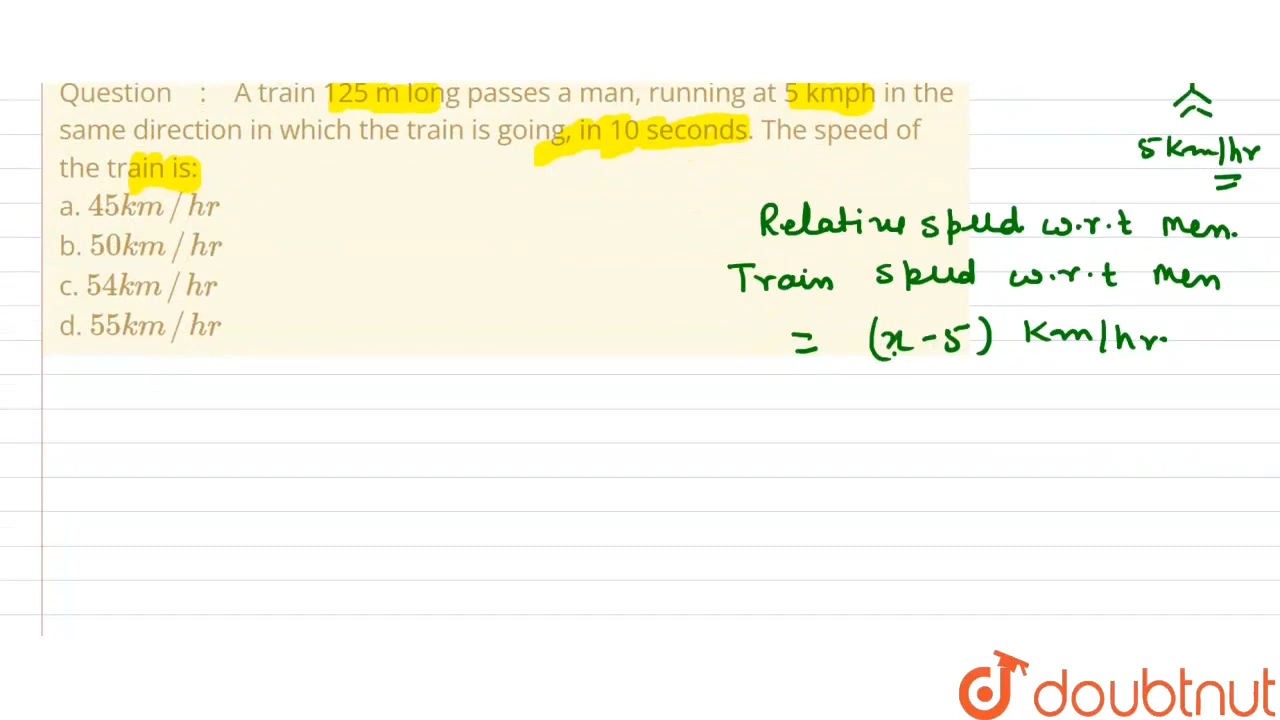 Question : A train 125 m long passes a man, running at 5 kmph in the
same direction in which the train is going, in 10 seconds. The speed of
the train is:
a. 45km/hr
b. 50km/hr
c. 54km/hr
d. 55km/hr
5 Km/hr
Relative speed w.r.t men.
Train speed w.r.t men
= (x-5) Km/hr.
doubtnut